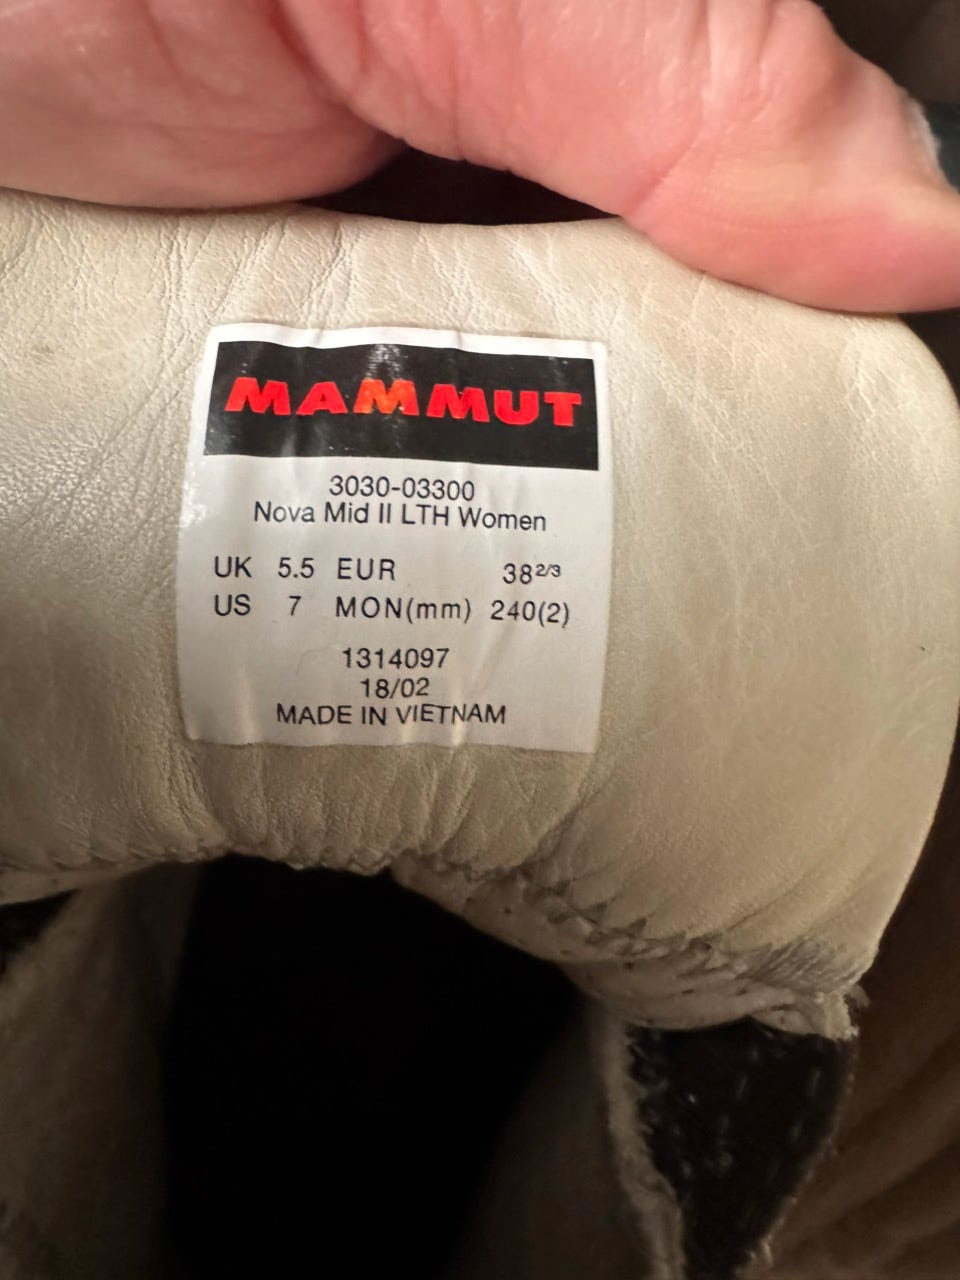 MAMMUT
3030-03300
Nova Mid II LTH Women
UK 5.5 EUR 38 2/3
US 7 MON(mm) 240(2)
1314097
18/02
MADE IN VIETNAM